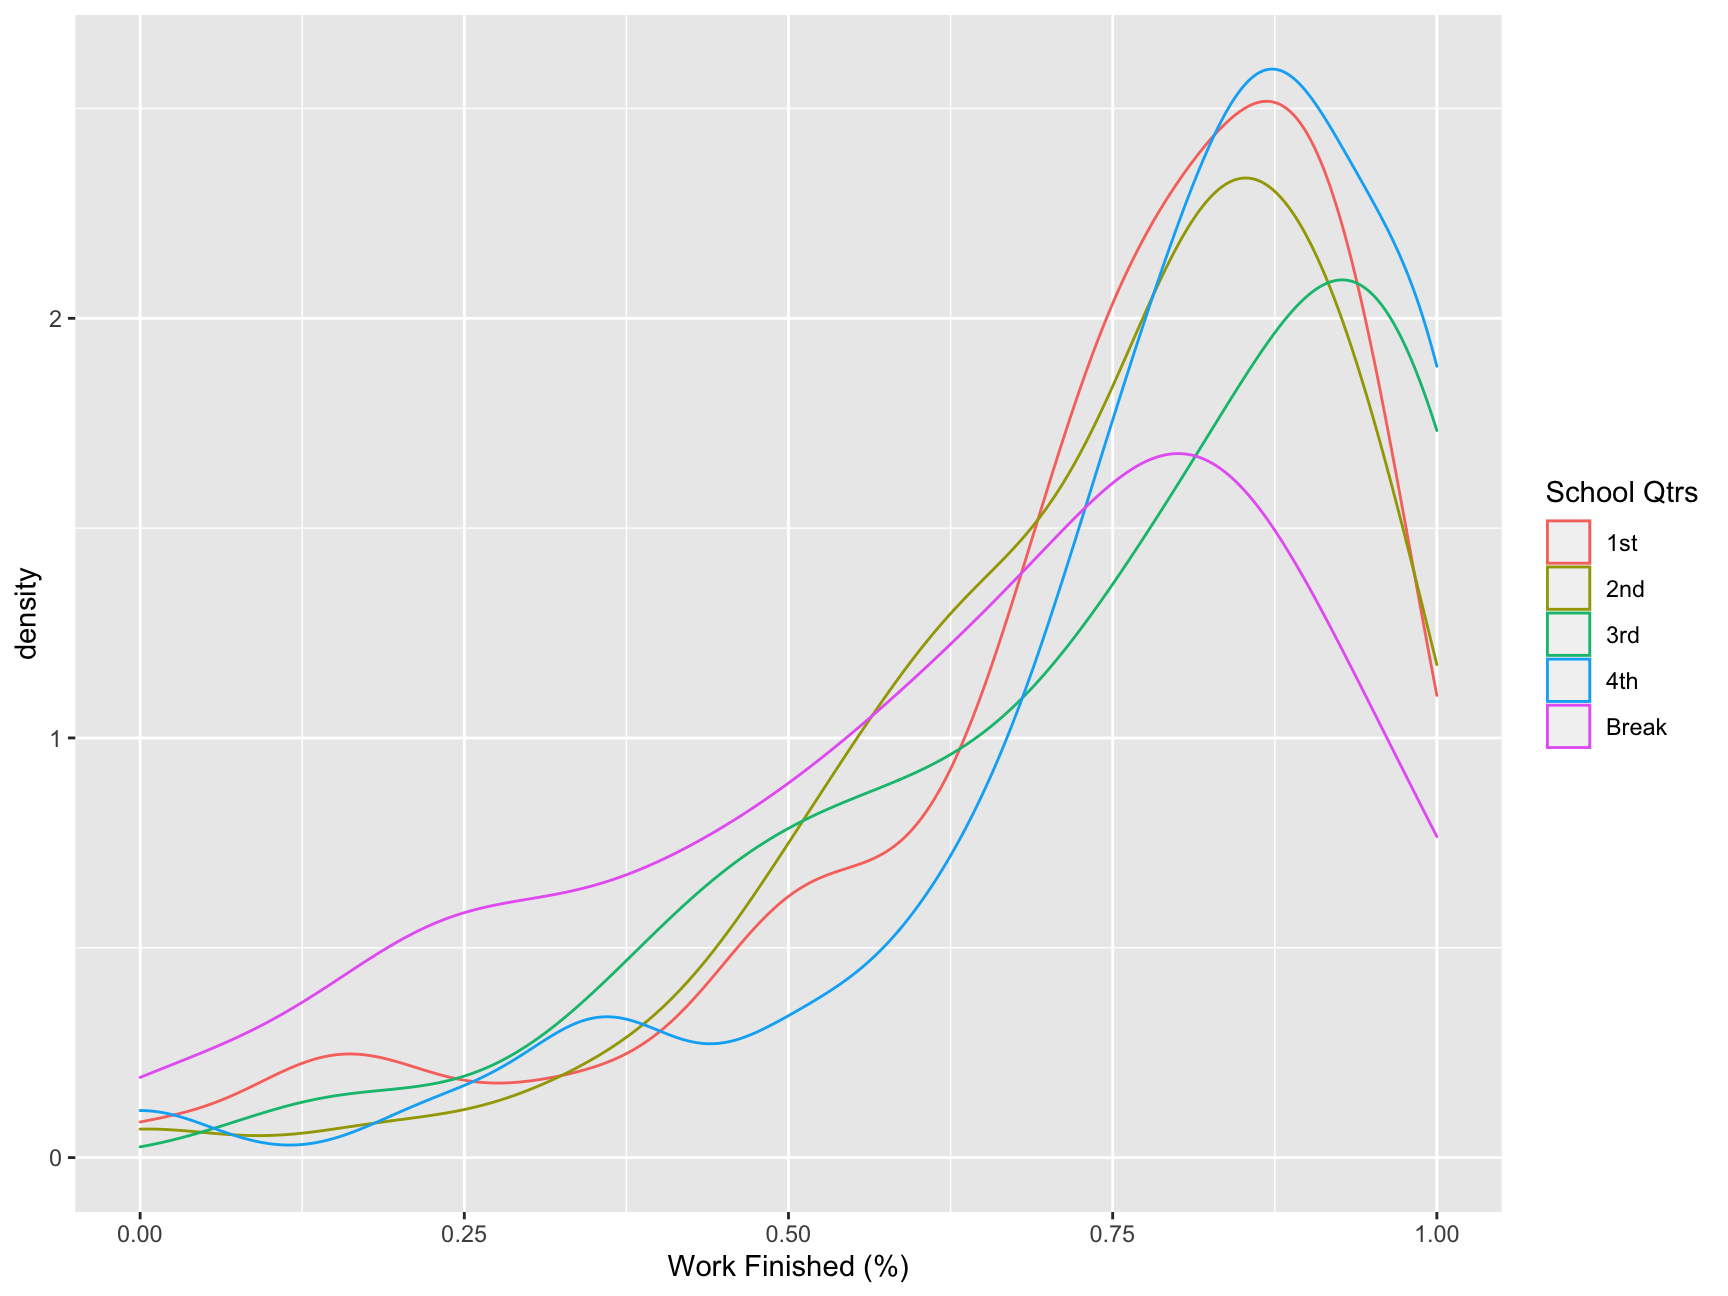 density
2
1
0
0.00 0.25 0.50 0.75 1.00
Work Finished (%)
School Qtrs
1st
2nd
3rd
4th
Break